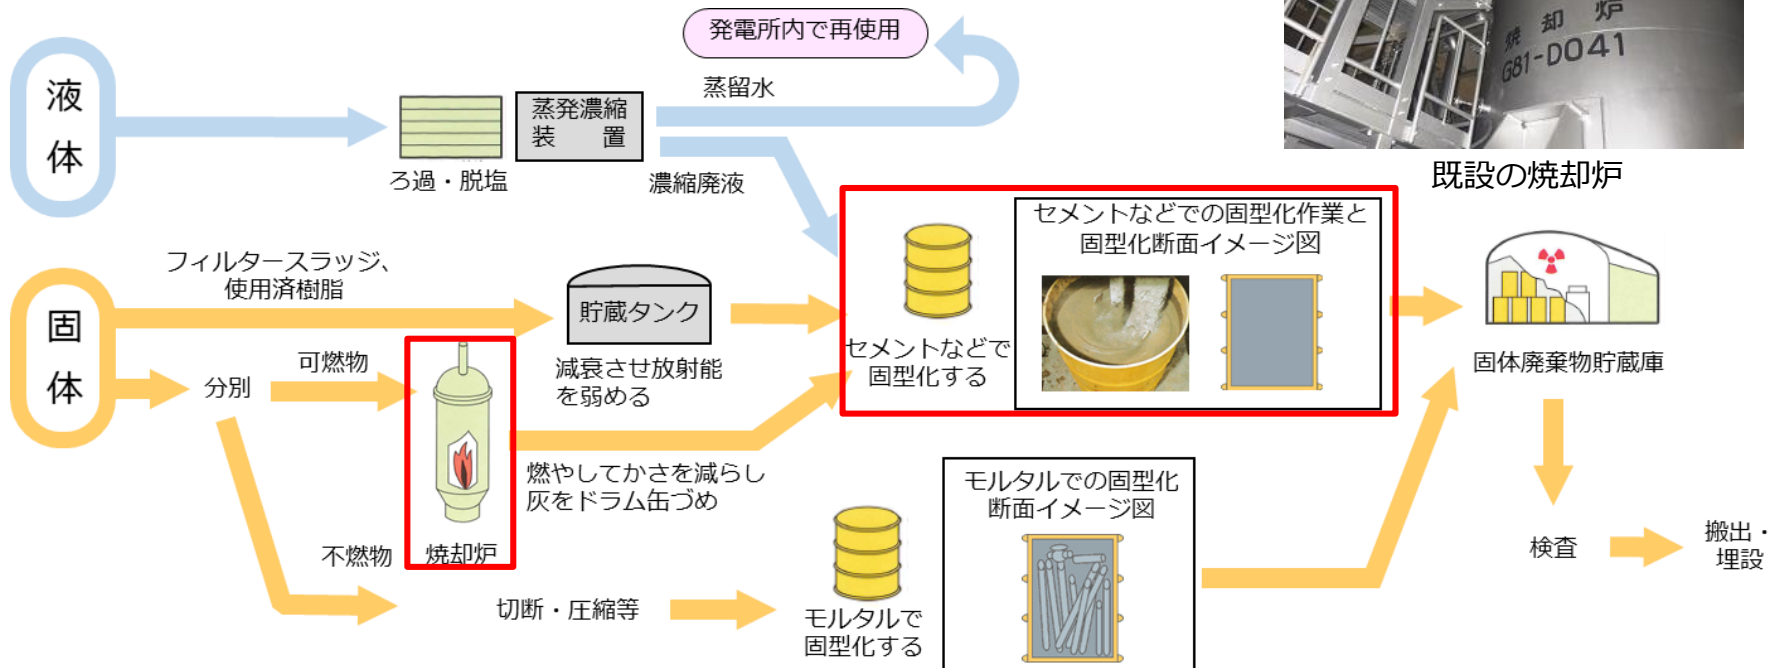 発電所内で再使用
焼却炉
G81-D041
既設の焼却炉
液
体
ろ過・脱塩
蒸発濃縮
装　置
蒸留水
濃縮廃液
固
体
フィルタースラッジ、
使用済樹脂
貯蔵タンク
減衰させ放射能
を弱める
分別
可燃物
焼却炉
燃やしてかさを減らし
灰をドラム缶づめ
セメントなどで
固型化する
セメントなどでの固型化作業と
固型化断面イメージ図
固体廃棄物貯蔵庫
不燃物
切断・圧縮等
モルタルで
固型化する
モルタルでの固型化
断面イメージ図
検査
搬出・
埋設